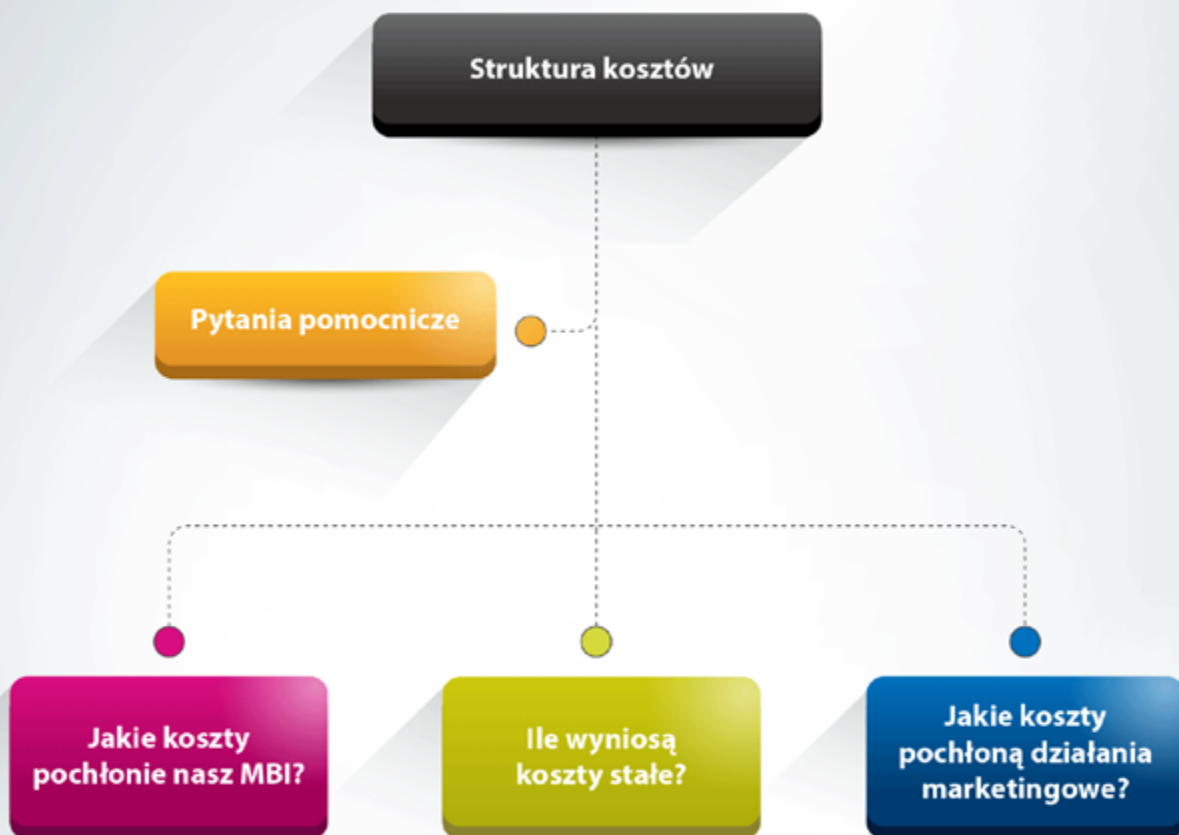 Struktura kosztów
Pytania pomocnicze
Jakie koszty
pochłonie nasz MBI?
Ile wyniosą
koszty stałe?
Jakie koszty
pochłoną działania
marketingowe?